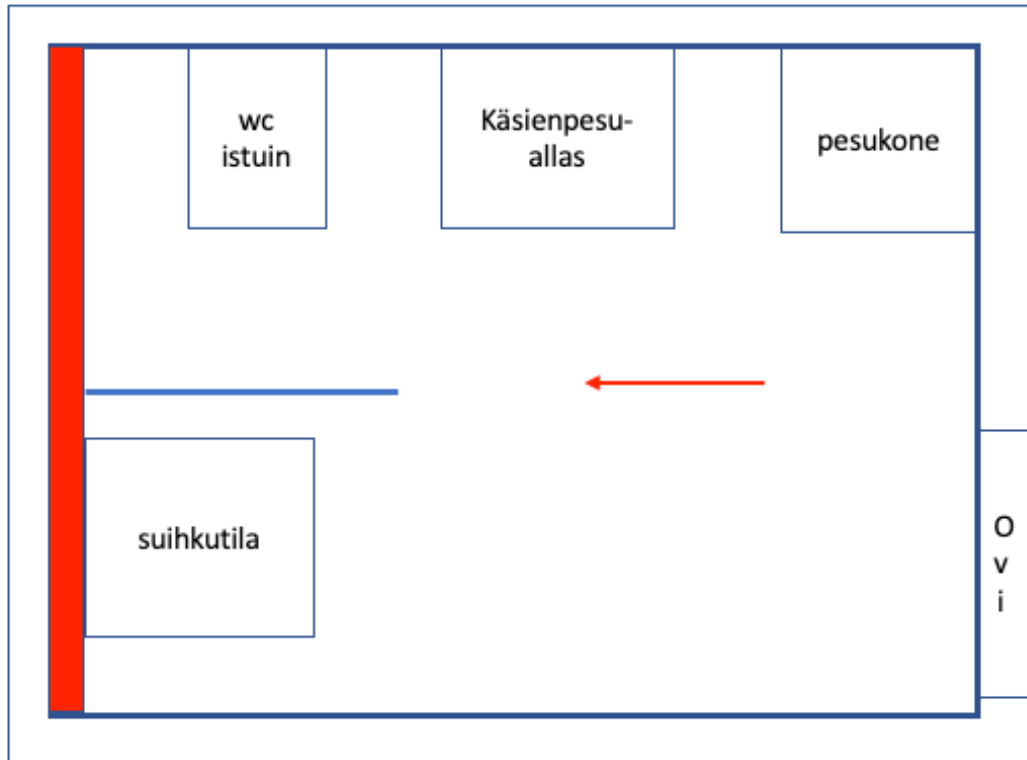 wc
istuin
Käsienpesu-
allas
pesukone
suihkutila
O
v
i